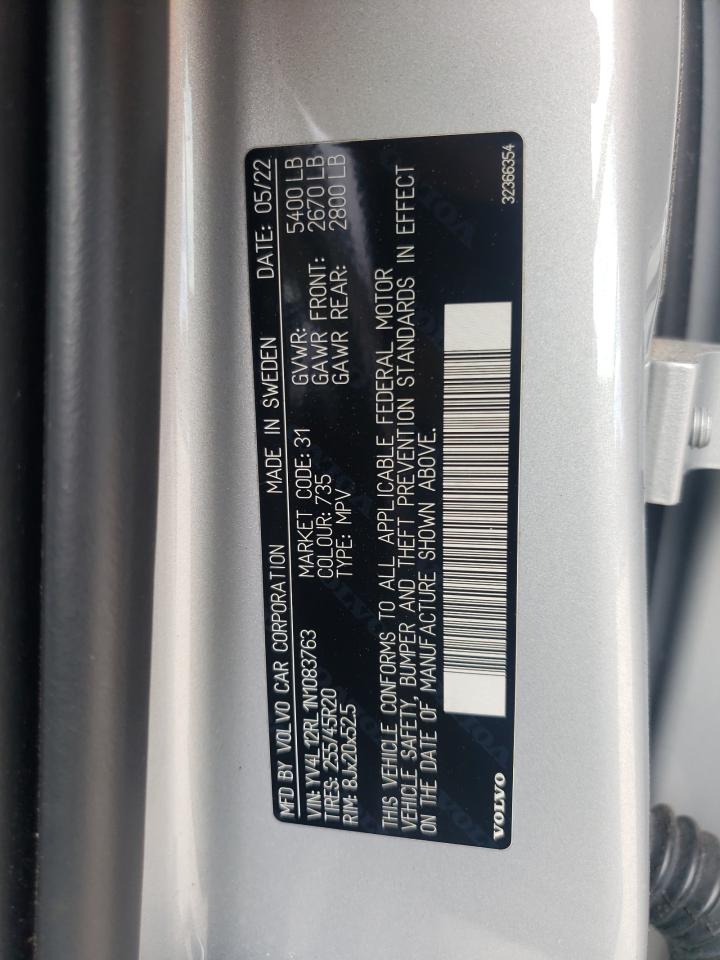 MFD BY VOLVO CAR CORPORATION MADE IN SWEDEN DATE: 05/22
VIN: YV4L12RL1N1083763 MARKET CODE: 31 GVWR: 5400 LB
TIRES: 255/45R20 COLOUR: 735 GAWR FRONT: 2670 LB
RIM: 8Jx20x52.5 TYPE: MPV GAWR REAR: 2800 LB
THIS VEHICLE CONFORMS TO ALL APPLICABLE FEDERAL MOTOR
VEHICLE SAFETY, BUMPER AND THEFT PREVENTION STANDARDS IN EFFECT
ON THE DATE OF MANUFACTURE SHOWN ABOVE.
VOLVO 32366354